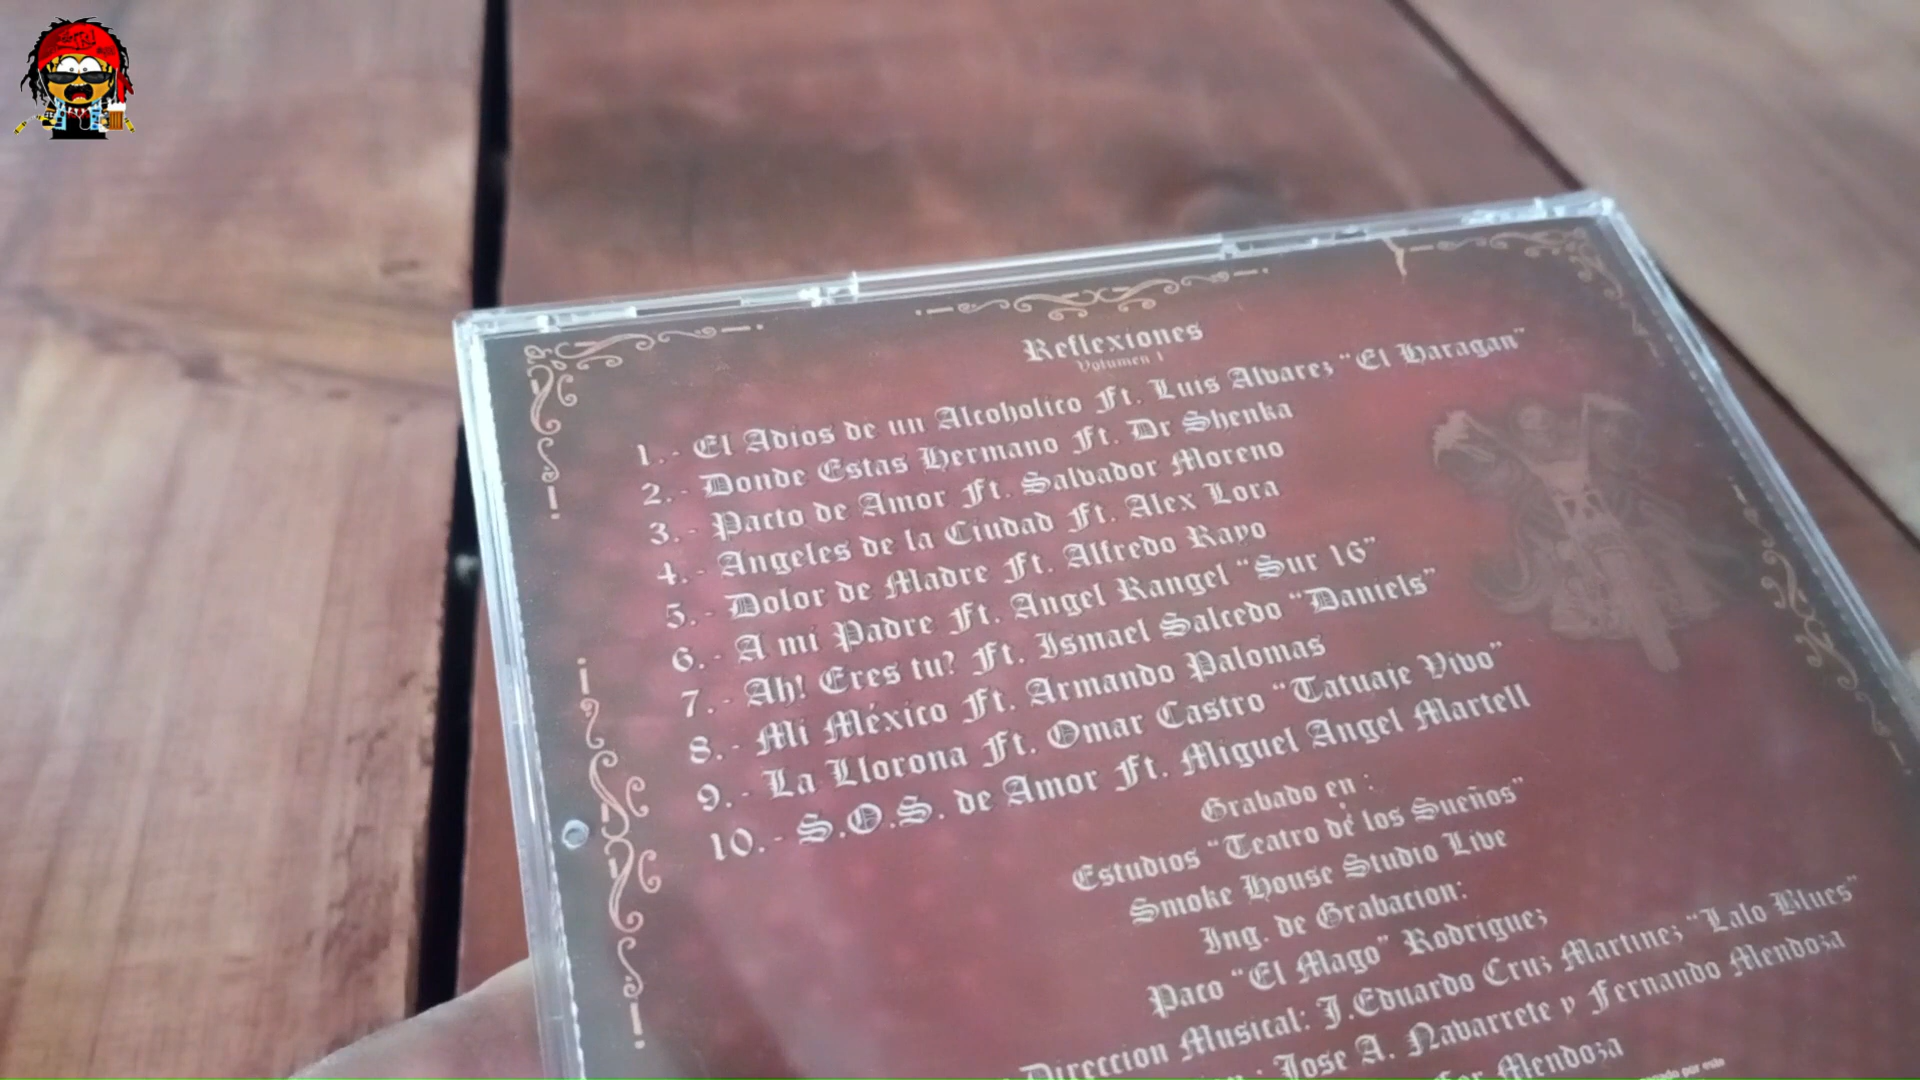 Reflexiones
Volumen 1
1.- El Adios de un Alcoholico Ft. Luis Alvarez "El Haragan"
2.- Donde Estas Hermano Ft. Dr Shenka
3.- Pacto de Amor Ft. Salvador Moreno
4.- Angeles de la Ciudad Ft. Alex Lora
5.- Dolor de Madre Ft. Alfredo Rayo
6.- A mi Padre Ft. Angel Rangel "Sur 16"
7.- Ah! Eres tu? Ft. Ismael Salcedo "Daniels"
8.- Mi México Ft. Armando Palomas
9.- La Llorona Ft. Omar Castro "Tatuaje Vivo"
10.- S.O.S. de Amor Ft. Miguel Angel Martell
Grabado en :
Estudios "Teatro de los Sueños"
Smoke House Studio Live
Ing. de Grabacion:
Paco "El Mago" Rodriguez
Direccion Musical: J.Eduardo Cruz Martinez "Lalo Blues"
: Jose A. Navarrete y Fernando Mendoza
Mendoza
por